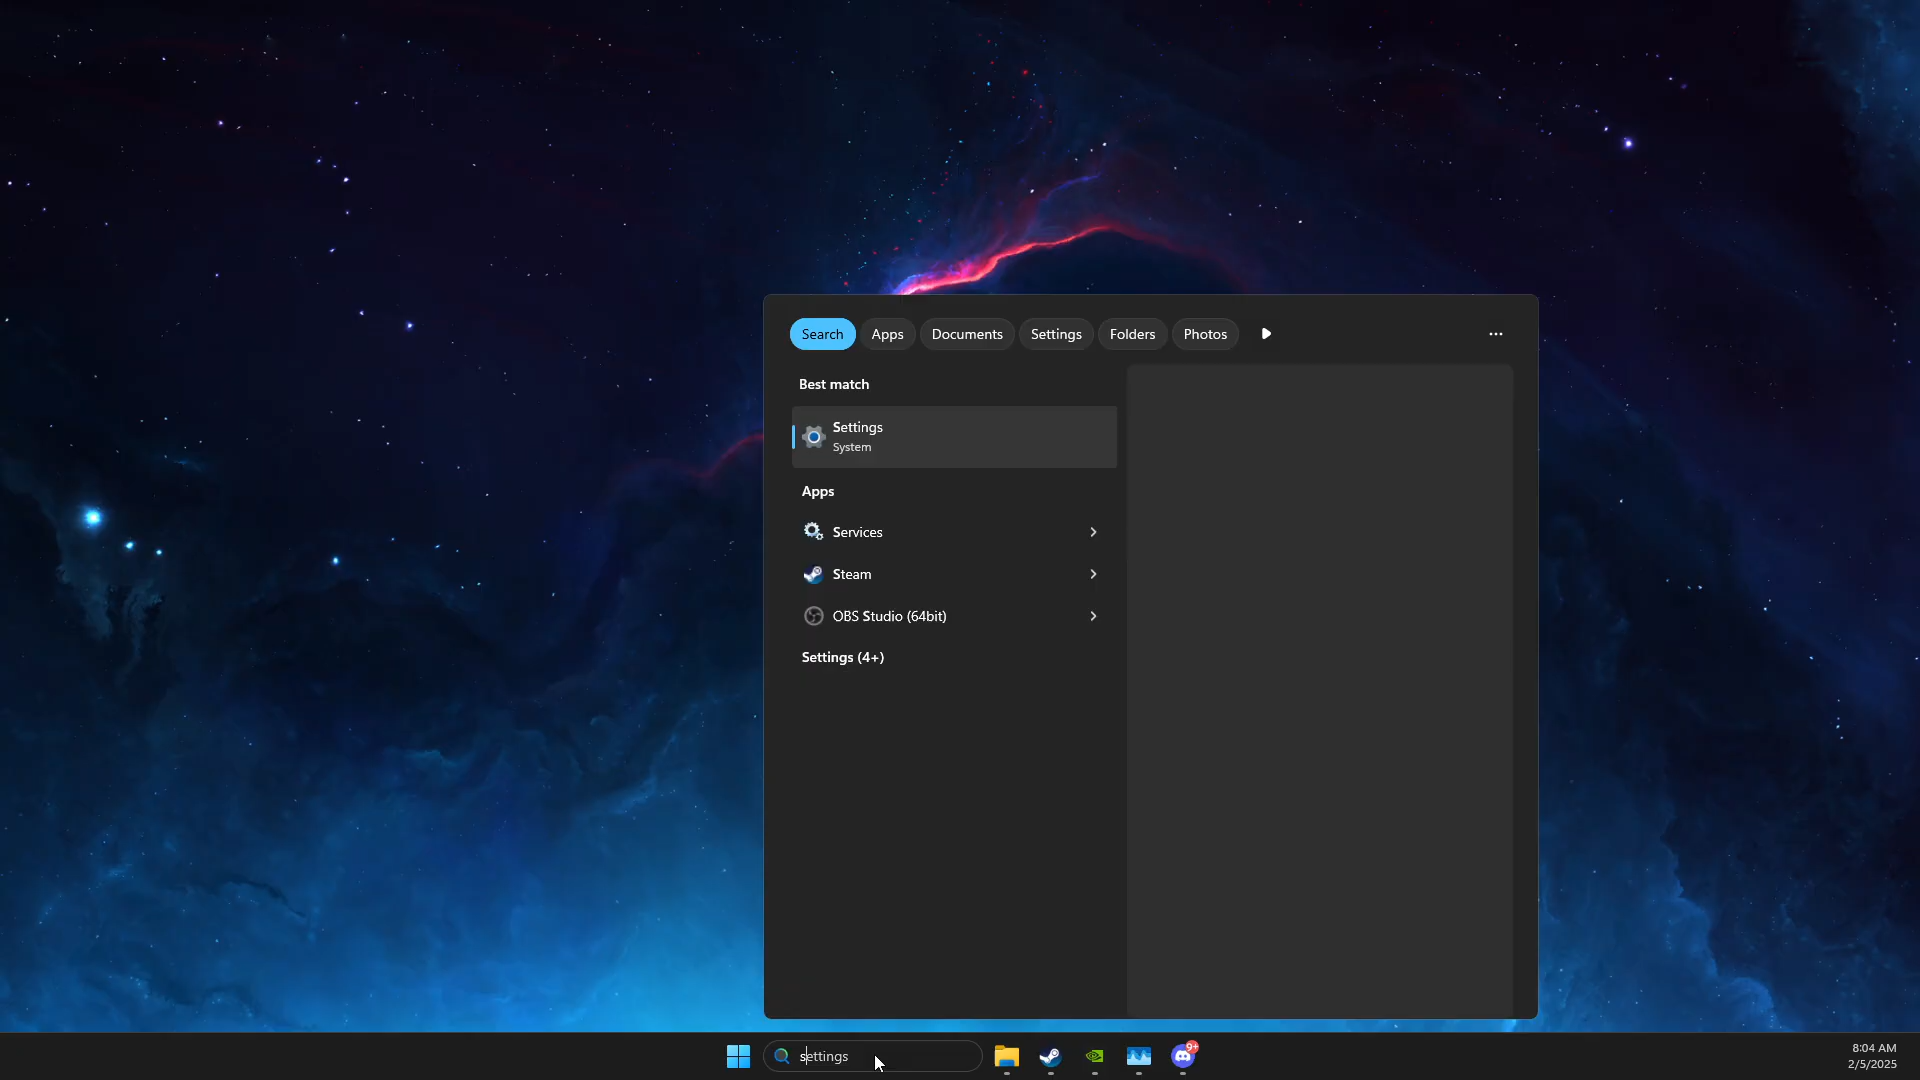 Search Apps Documents Settings Folders Photos
Best match
Settings
System
Apps
Services
Steam
OBS Studio (64bit)
Settings (4+)
settings
9+
8:04 AM
2/5/2025